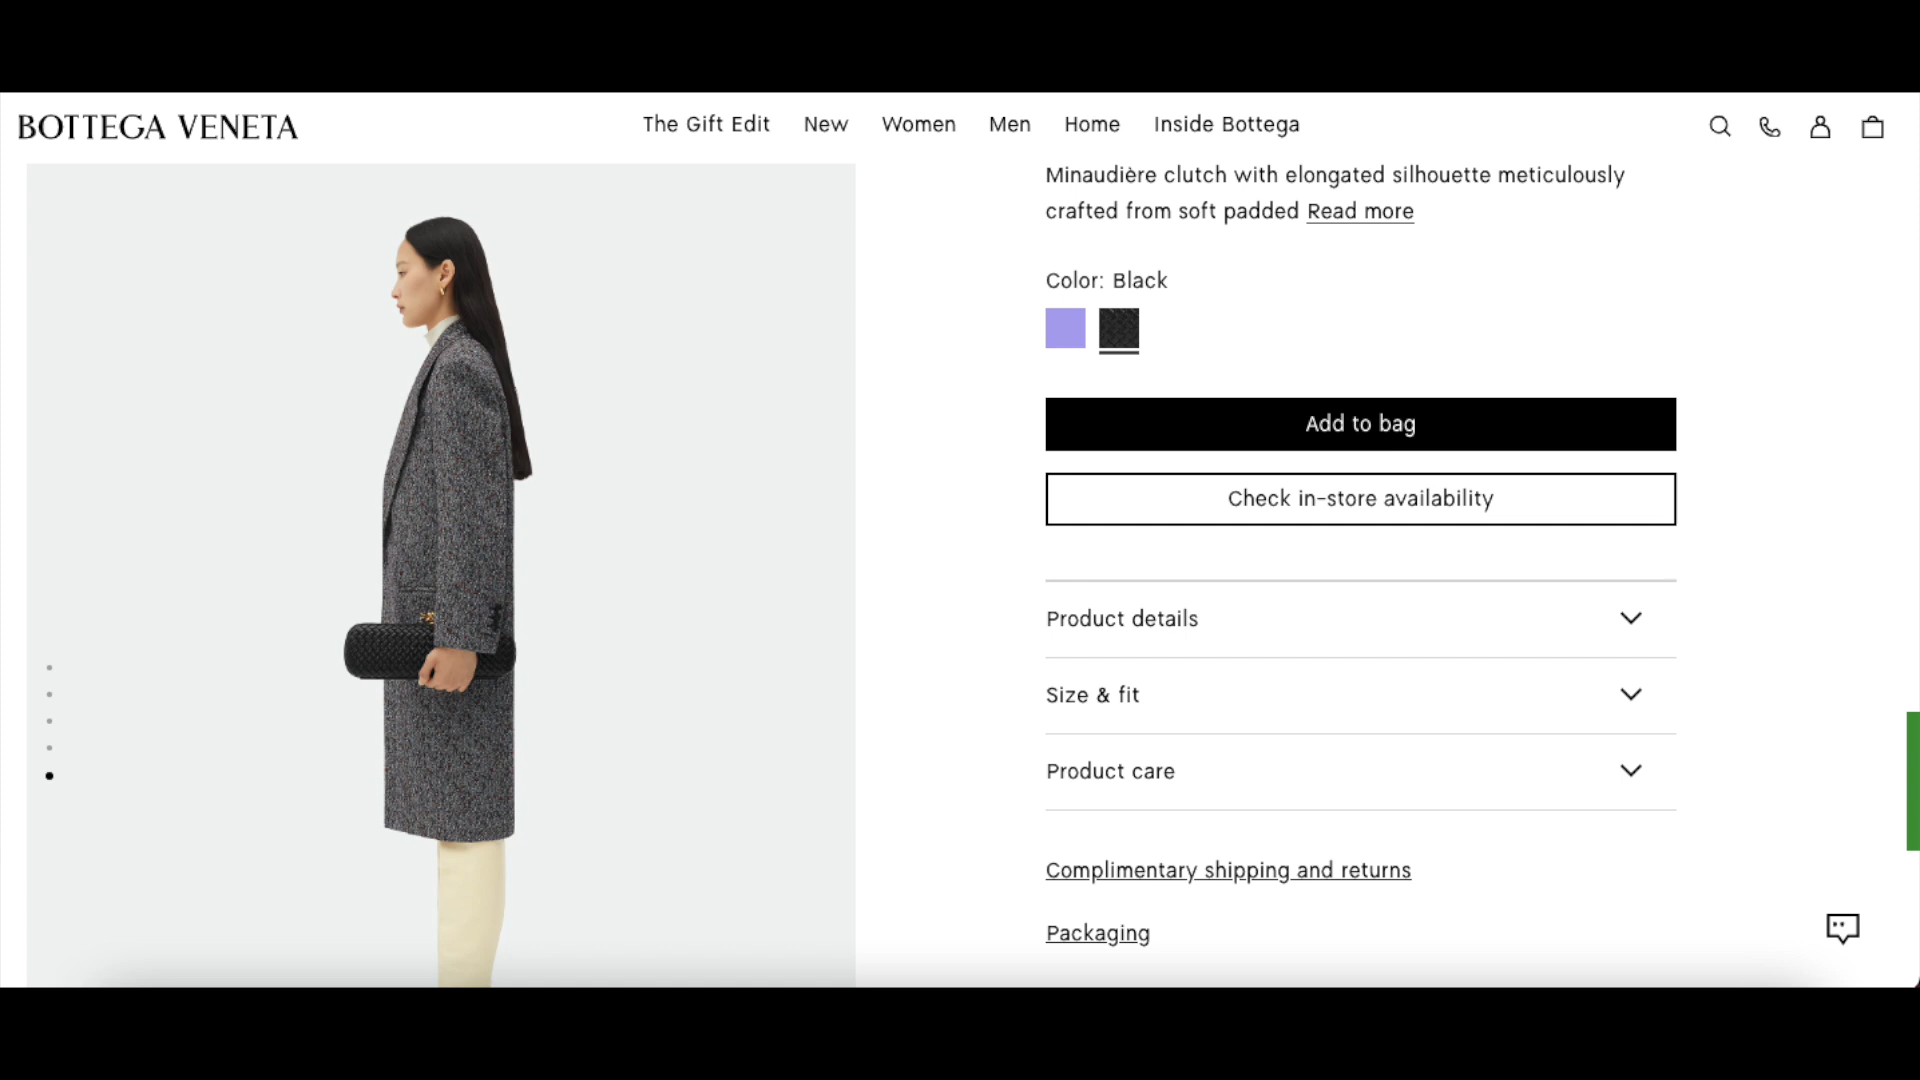 BOTTEGA VENETA
The Gift Edit
New
Women
Men
Home
Inside Bottega
Minaudière clutch with elongated silhouette meticulously
crafted from soft padded Read more
Color: Black
Add to bag
Check in-store availability
Product details
Size & fit
Product care
Complimentary shipping and returns
Packaging